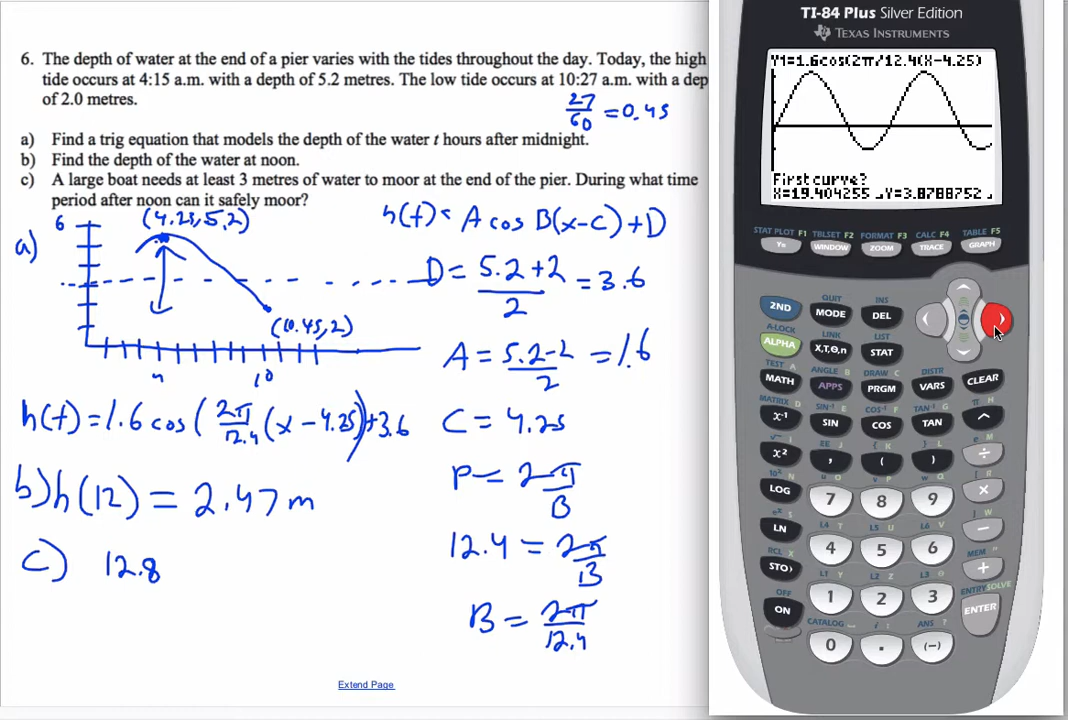 6. The depth of water at the end of a pier varies with the tides throughout the day. Today, the high
tide occurs at 4:15 a.m. with a depth of 5.2 metres. The low tide occurs at 10:27 a.m. with a dep
of 2.0 metres.
27/60 = 0.45
a) Find a trig equation that models the depth of the water t hours after midnight.
b) Find the depth of the water at noon.
c) A large boat needs at least 3 metres of water to moor at the end of the pier. During what time
period after noon can it safely moor?
a)
6
(4.25,5,2)
(10.45,2)
4
10
h(t) = A cos B(x-C)+D
D = (5.2+2)/2 = 3.6
A = (5.2-2)/2 = 1.6
h(t) = 1.6 cos (2π/12.4 (x - 4.25))+3.6
C = 4.25
b) h(12) = 2.47 m
P = 2π/B
c) 12.8
12.4 = 2π/B
B = 2π/12.4
Extend Page
TI-84 Plus Silver Edition
TEXAS INSTRUMENTS
Y1=1.6cos(2π/12.4(X-4.25)
First curve?
X=19.404255 Y=3.8788752
STAT PLOT F1 TBLSET F2 FORMAT F3 CALC F4 TABLE F5
Y= WINDOW ZOOM TRACE GRAPH
QUIT INS
2ND MODE DEL
A-LOCK LINK LIST
ALPHA X,T,Θ,n STAT
TEST A ANGLE B DRAW C DISTR
MATH APPS PRGM VARS CLEAR
MATRIX D SIN⁻¹ E COS⁻¹ F TAN⁻¹ G π H
x⁻¹ SIN COS TAN ^
√ I EE J { K } L e M
x² , ( ) ÷
10ˣ N u O v P w Q [ R
LOG 7 8 9 ×
eˣ S L4 T L5 U L6 V ] W
LN 4 5 6 −
RCL X L1 Y L2 Z L3 θ MEM "
STO› 1 2 3 +
OFF CATALOG i : ANS ? ENTRY SOLVE
ON 0 . (–) ENTER